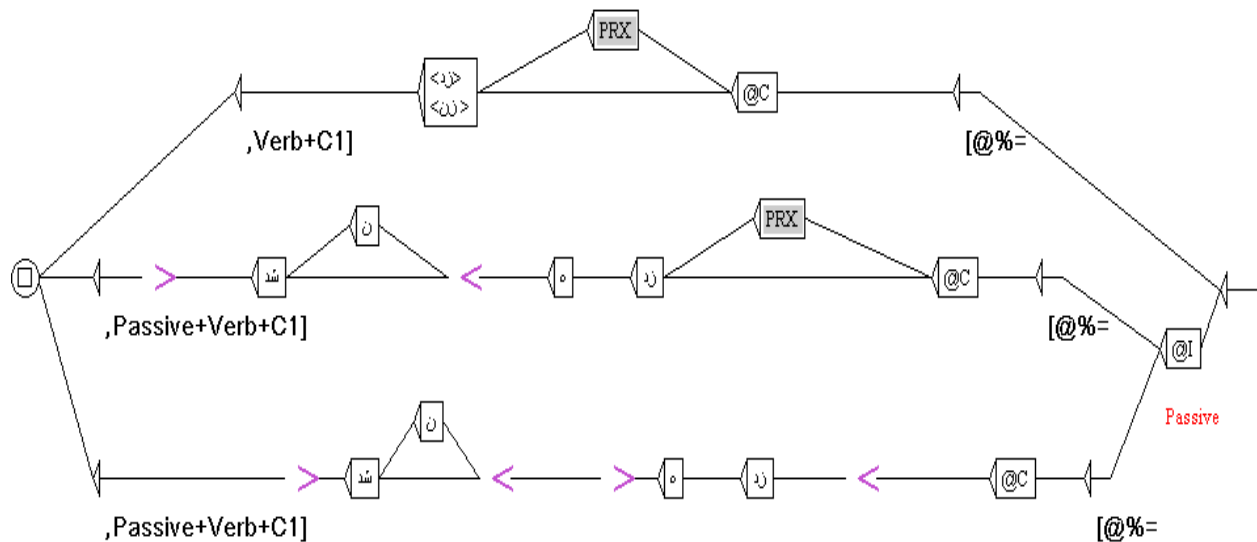 PRX
<زد>
<زن>
@C
,Verb+C1]
[@%=
ن
PRX
>
شد
<
ه
زد
@C
,Passive+Verb+C1]
[@%=
@I
Passive
ن
>
شد
<
>
ه
زد
<
@C
,Passive+Verb+C1]
[@%=